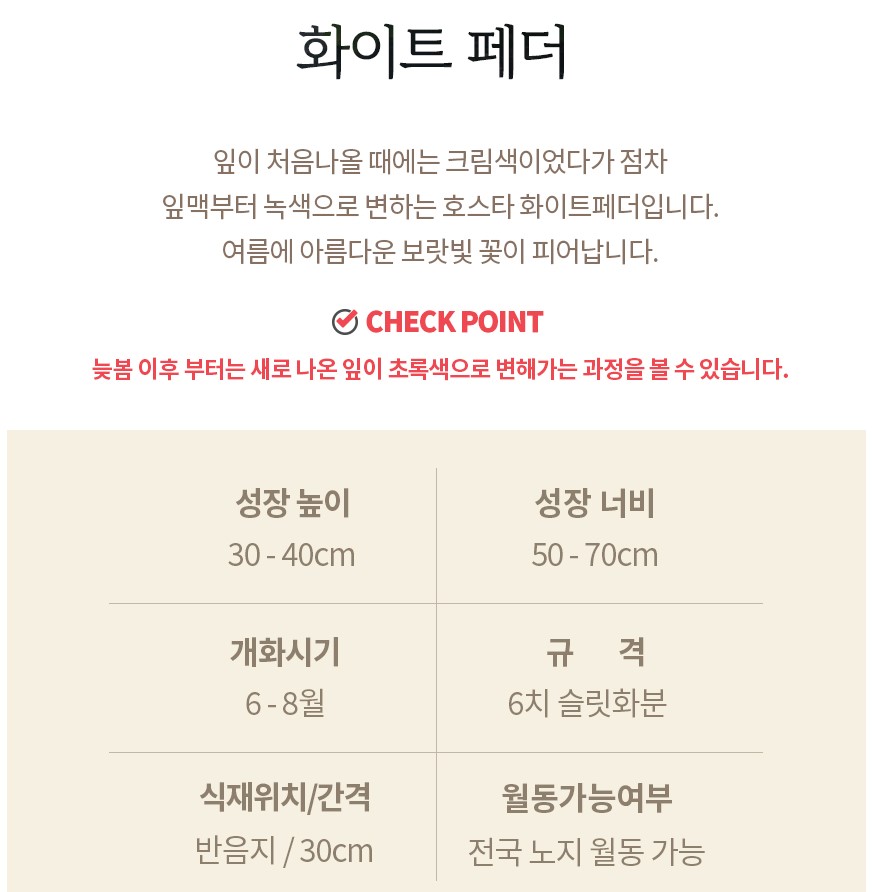 화이트 페더
잎이 처음나올 때에는 크림색이었다가 점차
잎맥부터 녹색으로 변하는 호스타 화이트페더입니다.
여름에 아름다운 보랏빛 꽃이 피어납니다.
CHECK POINT
늦봄 이후 부터는 새로 나온 잎이 초록색으로 변해가는 과정을 볼 수 있습니다.
성장 높이
30 - 40cm
성장 너비
50 - 70cm
개화시기
6 - 8월
규 격
6치 슬릿화분
식재위치/간격
반음지 / 30cm
월동가능여부
전국 노지 월동 가능